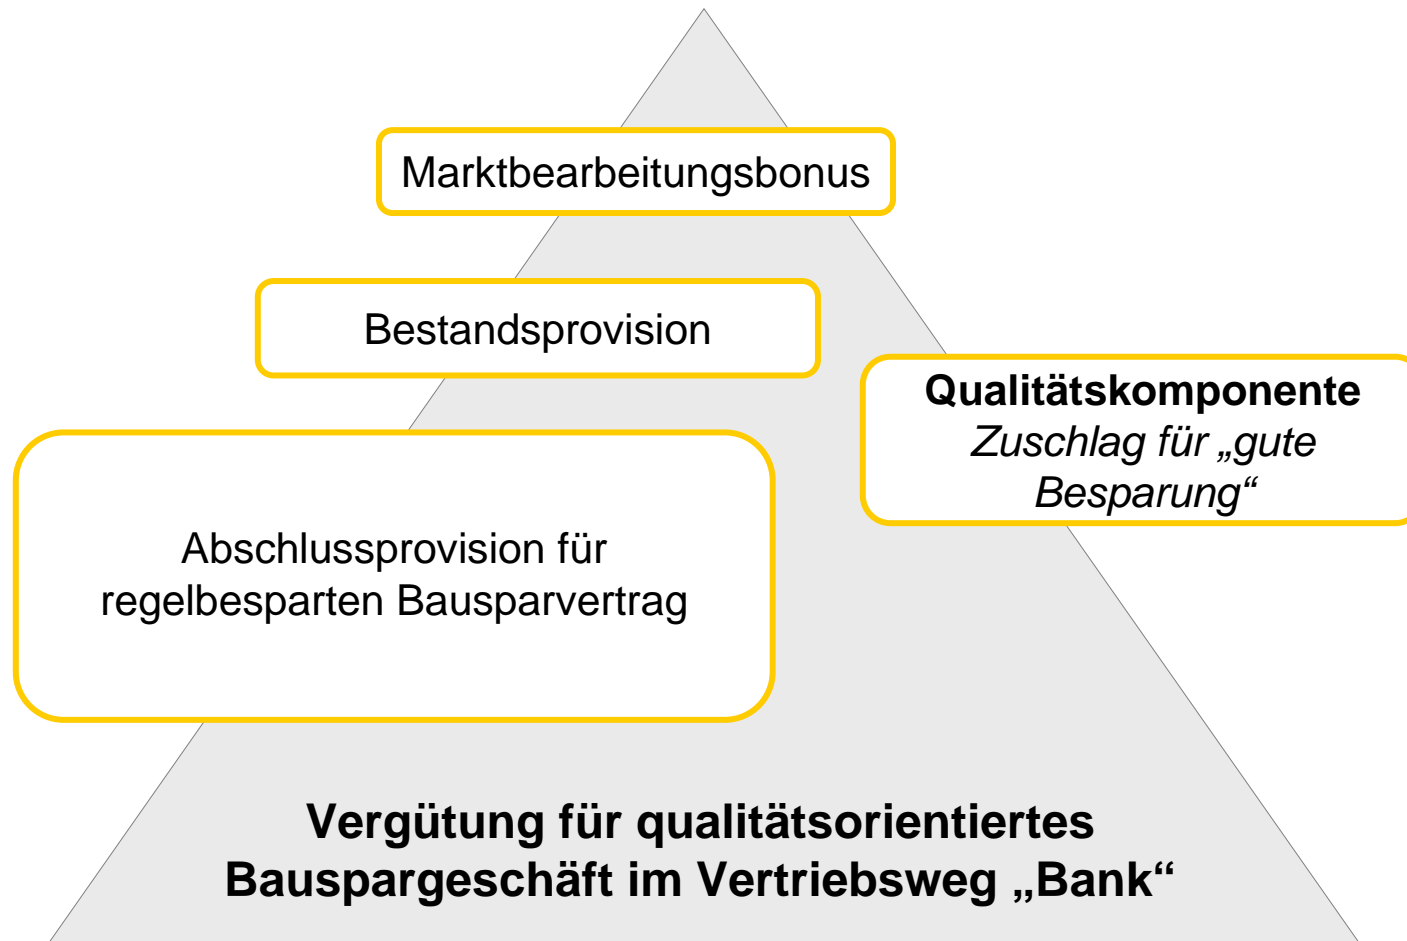 Marktbearbeitungsbonus
Bestandsprovision
Qualitätskomponente
Zuschlag für „gute
Besparung“
Abschlussprovision für
regelbesparten Bausparvertrag
Vergütung für qualitätsorientiertes
Bauspargeschäft im Vertriebsweg „Bank“